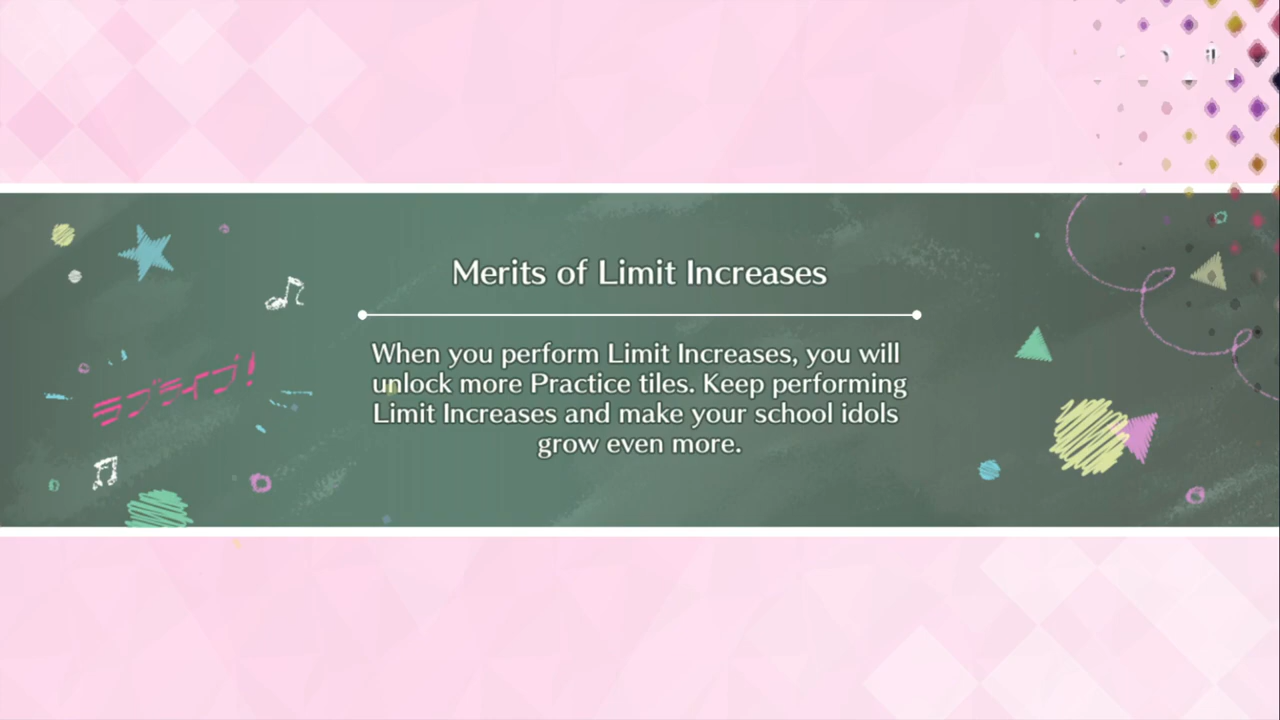 Merits of Limit Increases
When you perform Limit Increases, you will
unlock more Practice tiles. Keep performing
Limit Increases and make your school idols
grow even more.
ラブライブ!